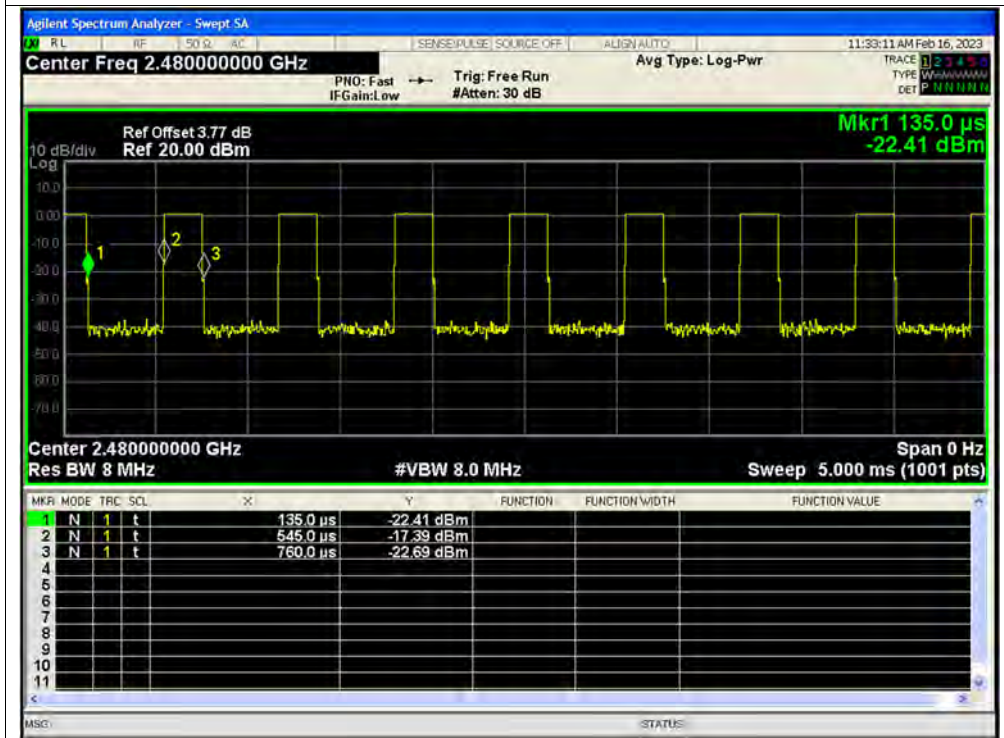 Agilent Spectrum Analyzer - Swept SA
RL RF 50 Ω AC SENSE:PULSE SOURCE OFF ALIGN AUTO 11:33:11 AM Feb 16, 2023
Center Freq 2.480000000 GHz
PNO: Fast
IFGain:Low
Trig: Free Run
#Atten: 30 dB
Avg Type: Log-Pwr
TRACE 1 2 3 4 5 6
TYPE W
DET P N N N N N
Mkr1 135.0 µs
-22.41 dBm
Ref Offset 3.77 dB
10 dB/div Ref 20.00 dBm
Log
10.0
0.00
-10.0
-20.0
-30.0
-40.0
-50.0
-60.0
-70.0
1
2
3
Center 2.480000000 GHz Span 0 Hz
Res BW 8 MHz #VBW 8.0 MHz Sweep 5.000 ms (1001 pts)
MKR MODE TRC SCL X Y FUNCTION FUNCTION WIDTH FUNCTION VALUE
1 N 1 t 135.0 µs -22.41 dBm
2 N 1 t 545.0 µs -17.39 dBm
3 N 1 t 760.0 µs -22.69 dBm
4
5
6
7
8
9
10
11
MSG STATUS